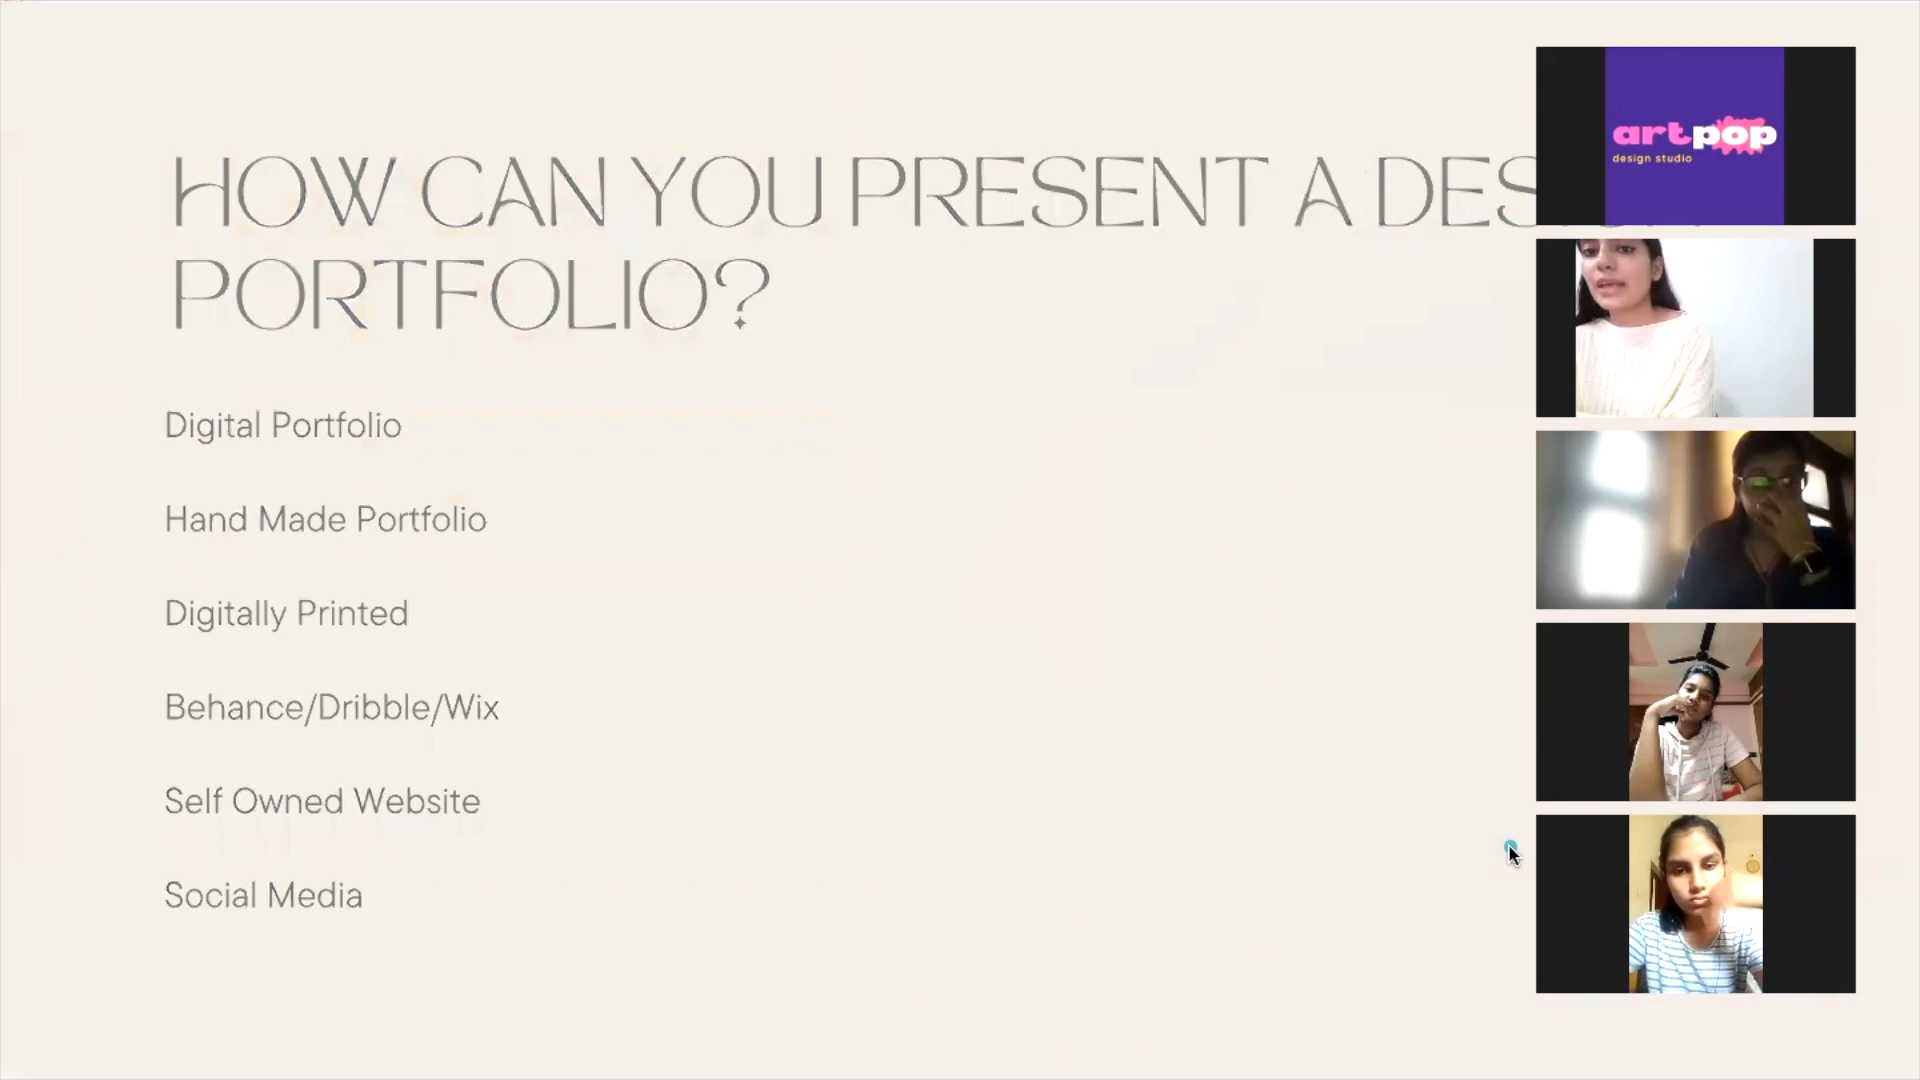 HOW CAN YOU PRESENT A DES
PORTFOLIO?
Digital Portfolio
Hand Made Portfolio
Digitally Printed
Behance/Dribble/Wix
Self Owned Website
Social Media
artpop
design studio